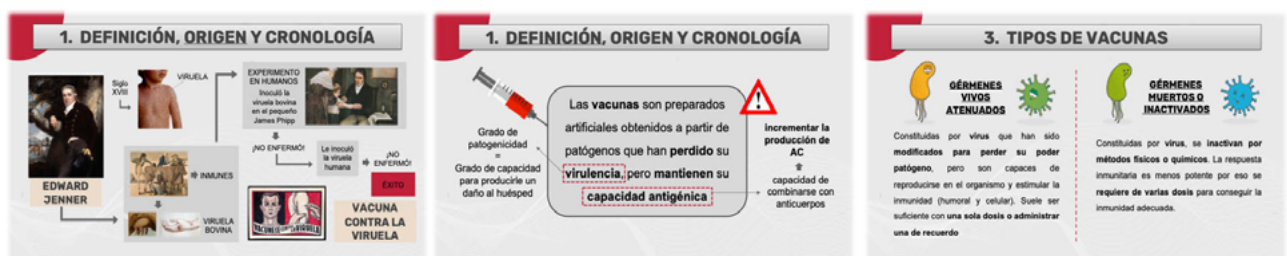 1. DEFINICIÓN, ORIGEN Y CRONOLOGÍA
Siglo
XVIII
VIRUELA
EXPERIMENTO
EN HUMANOS
Inoculó la
viruela bovina
en el pequeño
James Phipp
¡NO ENFERMÓ!
Le inoculó
la viruela
humana
¡NO
ENFERMÓ!
INMUNES
ÉXITO
EDWARD
JENNER
VIRUELA
BOVINA
VACUNA
CONTRA LA
VIRUELA
1. DEFINICIÓN, ORIGEN Y CRONOLOGÍA
Grado de
patogenicidad
=
Grado de capacidad
para producirle un
daño al huésped
Las vacunas son preparados
artificiales obtenidos a partir de
patógenos que han perdido su
virulencia, pero mantienen su
capacidad antigénica
incrementar la
producción de
AC
capacidad de
combinarse con
anticuerpos
3. TIPOS DE VACUNAS
GÉRMENES
VIVOS
ATENUADOS
Constituidas por virus que han sido
modificados para perder su poder
patógeno, pero son capaces de
reproducirse en el organismo y estimular la
inmunidad (humoral y celular). Suele ser
suficiente con una sola dosis o administrar
una de recuerdo
GÉRMENES
MUERTOS O
INACTIVADOS
Constituidas por virus, se inactivan por
métodos físicos o químicos. La respuesta
inmunitaria es menos potente por eso se
requiere de varias dosis para conseguir la
inmunidad adecuada.